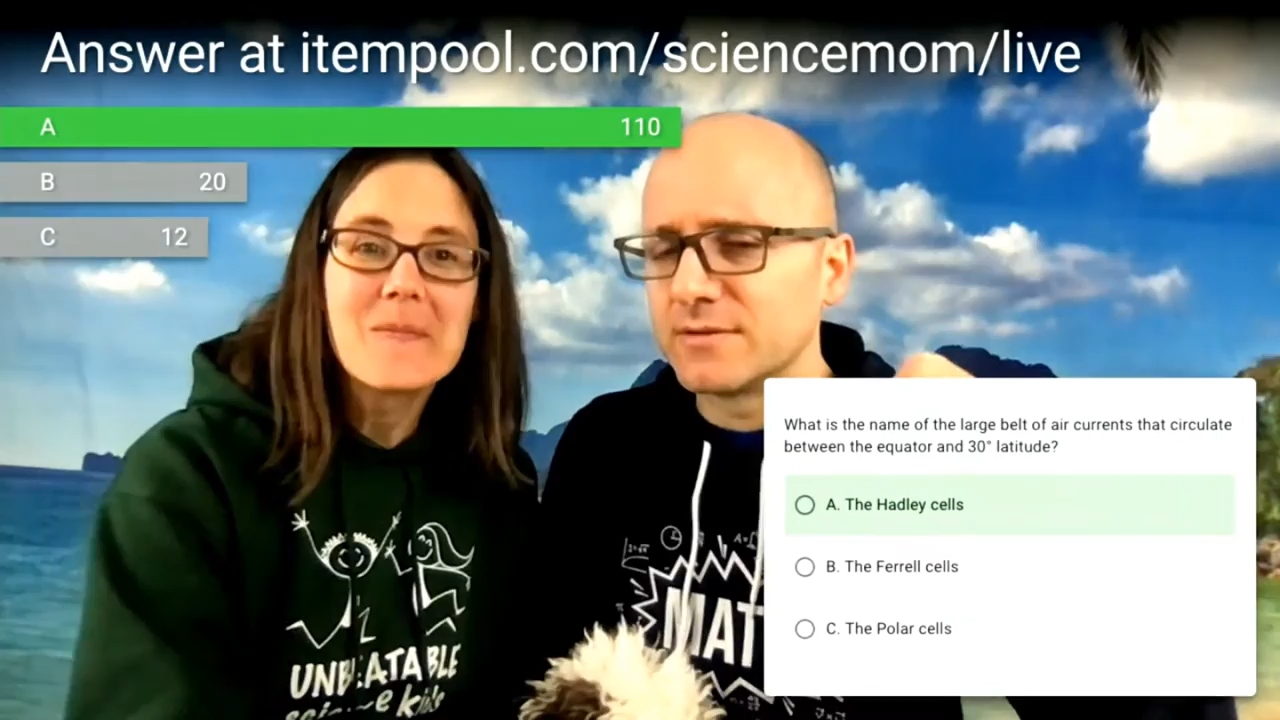 Answer at itempool.com/sciencemom/live
A 110
B 20
C 12
What is the name of the large belt of air currents that circulate
between the equator and 30° latitude?
A. The Hadley cells
B. The Ferrell cells
C. The Polar cells
UNBEATABLE
science kids
MAT